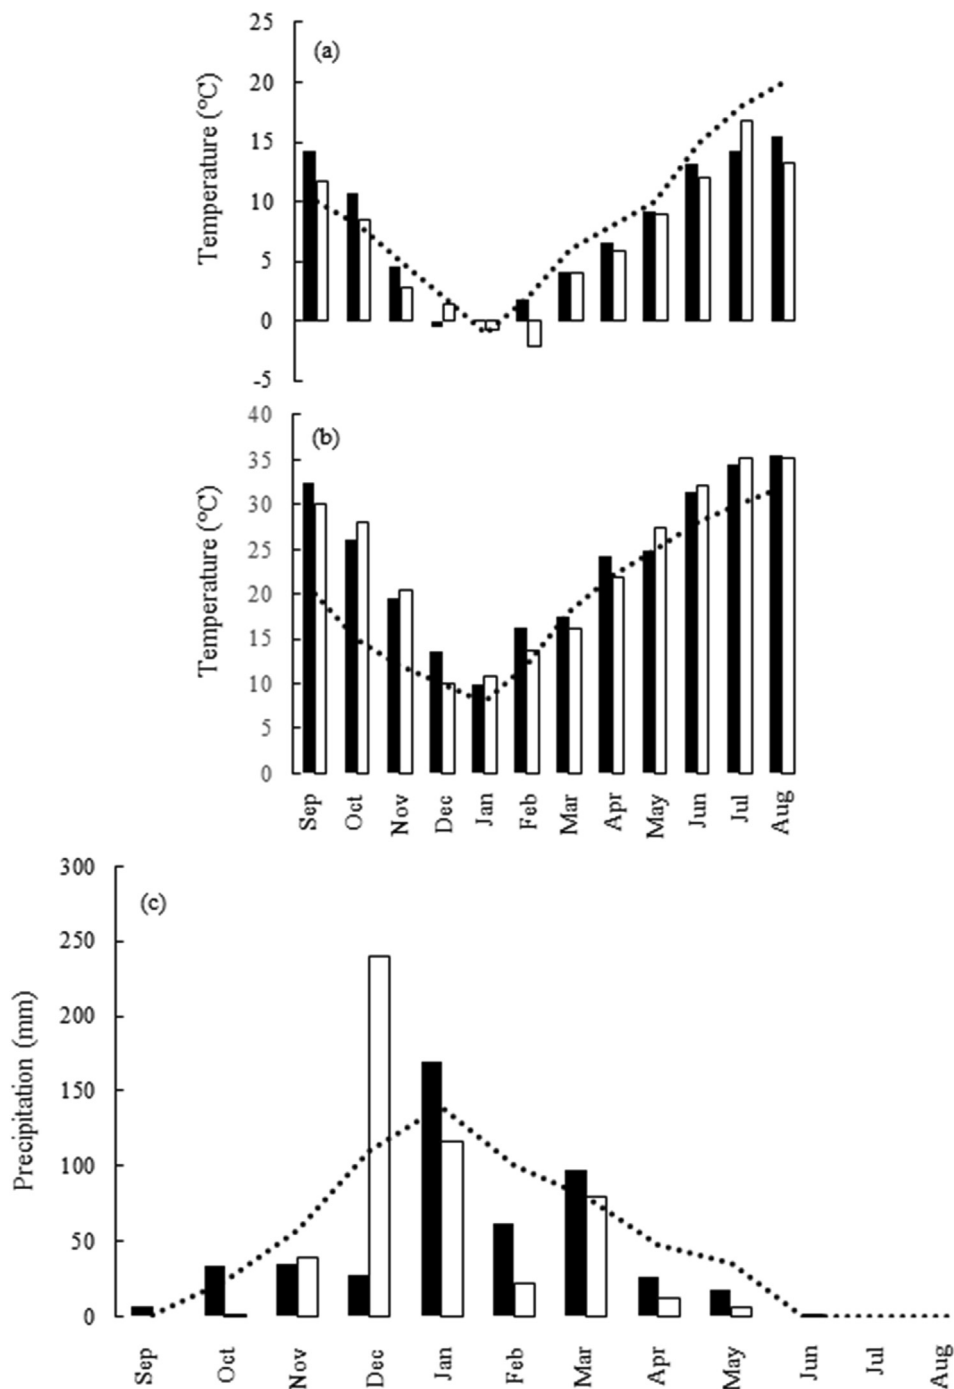 25
(a)
20
15
10
5
0
-5
Temperature (°C)
40
(b)
35
30
25
20
15
10
5
0
Temperature (°C)
Sep Oct Nov Dec Jan Feb Mar Apr May Jun Jul Aug
300
(c)
250
200
150
100
50
0
Precipitation (mm)
Sep Oct Nov Dec Jan Feb Mar Apr May Jun Jul Aug